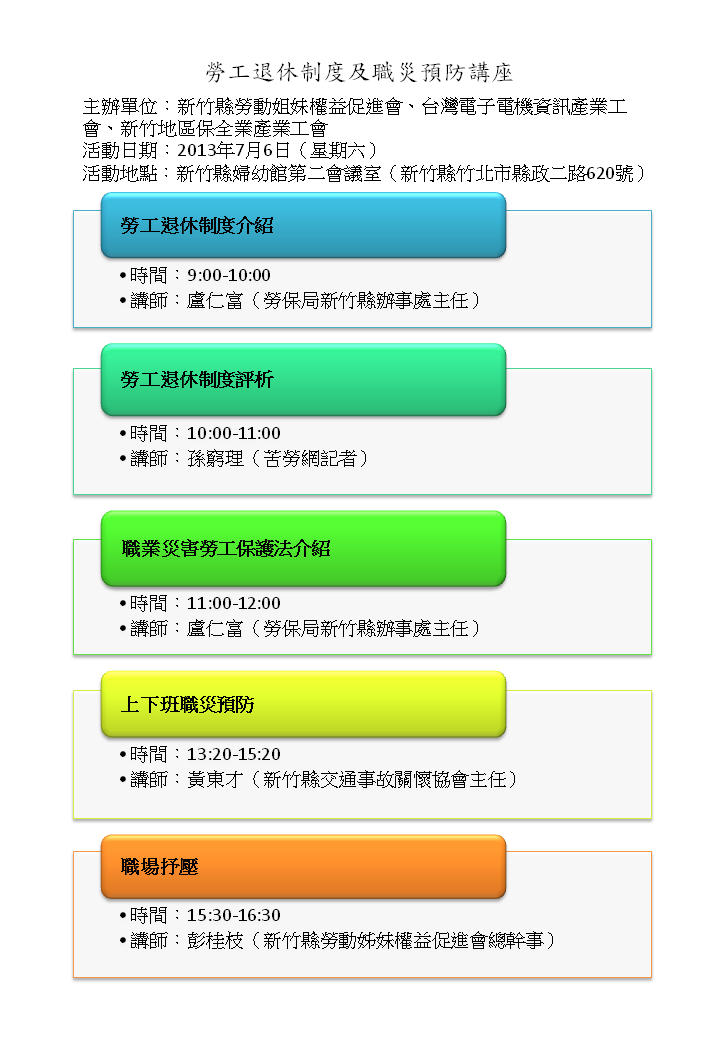 勞工退休制度及職災預防講座
主辦單位：新竹縣勞動姐妹權益促進會、台灣電子電機資訊產業工
會、新竹地區保全業產業工會
活動日期：2013年7月6日（星期六）
活動地點：新竹縣婦幼館第二會議室（新竹縣竹北市縣政二路620號）
勞工退休制度介紹
•時間：9:00-10:00
•講師：盧仁富（勞保局新竹縣辦事處主任）
勞工退休制度評析
•時間：10:00-11:00
•講師：孫窮理（苦勞網記者）
職業災害勞工保護法介紹
•時間：11:00-12:00
•講師：盧仁富（勞保局新竹縣辦事處主任）
上下班職災預防
•時間：13:20-15:20
•講師：黃東才（新竹縣交通事故關懷協會主任）
職場抒壓
•時間：15:30-16:30
•講師：彭桂枝（新竹縣勞動姊妹權益促進會總幹事）